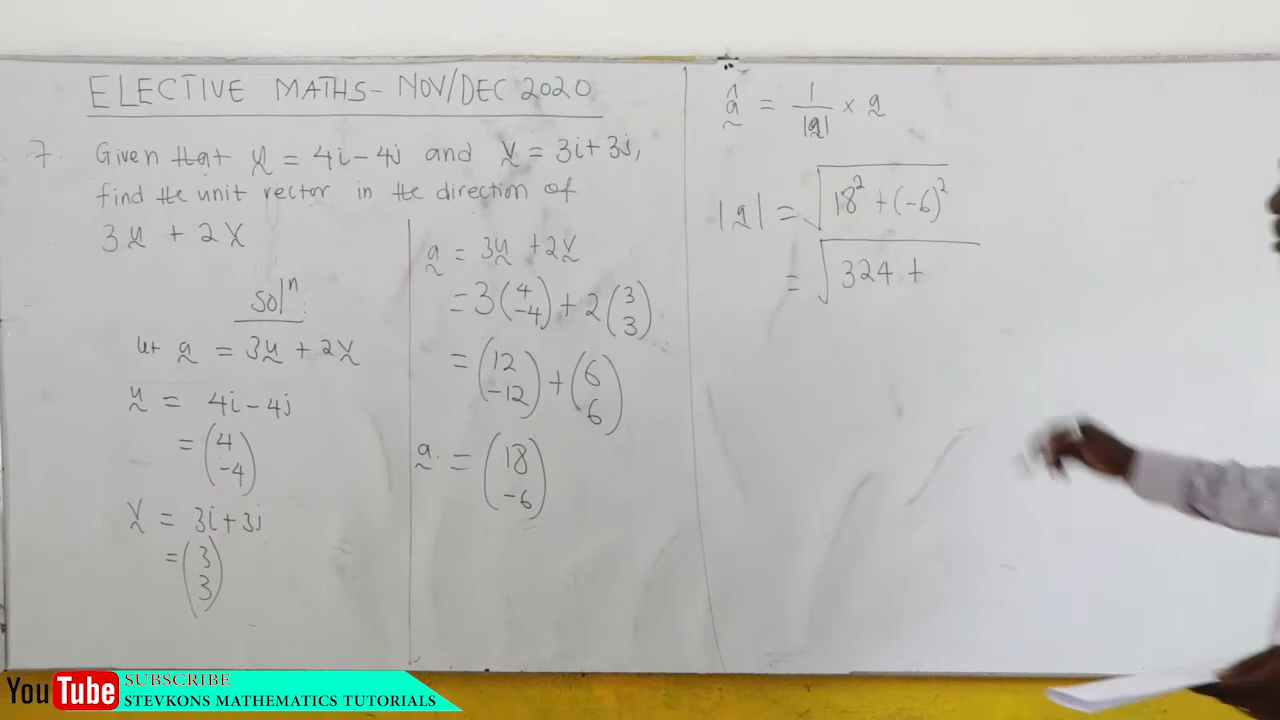 ELECTIVE MATHS - NOV/DEC 2020
7. Given that u = 4i - 4j and v = 3i + 3j,
find the unit vector in the direction of
3u + 2v
Solⁿ:
let a = 3u + 2v
u = 4i - 4j
= (4
-4)
v = 3i + 3j
= (3
3)
a = 3u + 2v
= 3(4
-4) + 2(3
3)
= (12
-12) + (6
6)
a = (18
-6)
â = 1/|a| × a
|a| = √18² + (-6)²
= √324 +
YouTube
SUBSCRIBE
STEVKONS MATHEMATICS TUTORIALS